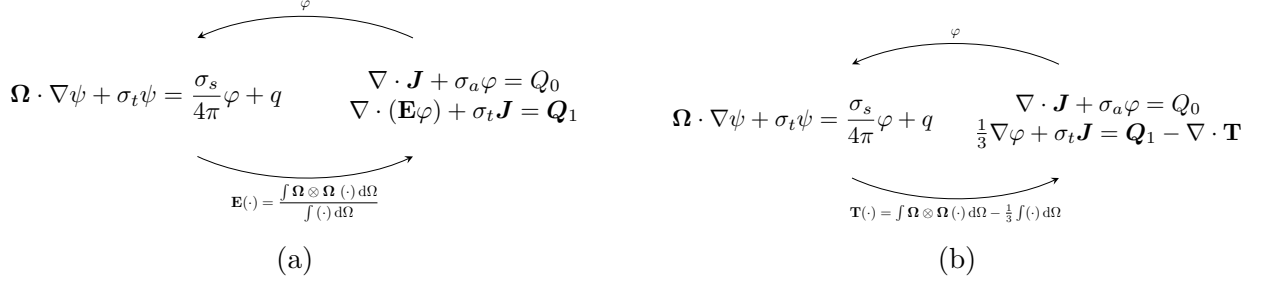 φ
Ω · ∇ψ + σ_t ψ = σ_s/4π φ + q
∇ · J + σ_a φ = Q_0
∇ · (Eφ) + σ_t J = Q_1
E(·) = ∫ Ω ⊗ Ω (·) dΩ / ∫ (·) dΩ
(a)
φ
Ω · ∇ψ + σ_t ψ = σ_s/4π φ + q
∇ · J + σ_a φ = Q_0
1/3 ∇φ + σ_t J = Q_1 − ∇ · T
T(·) = ∫ Ω ⊗ Ω (·) dΩ − 1/3 ∫ (·) dΩ
(b)